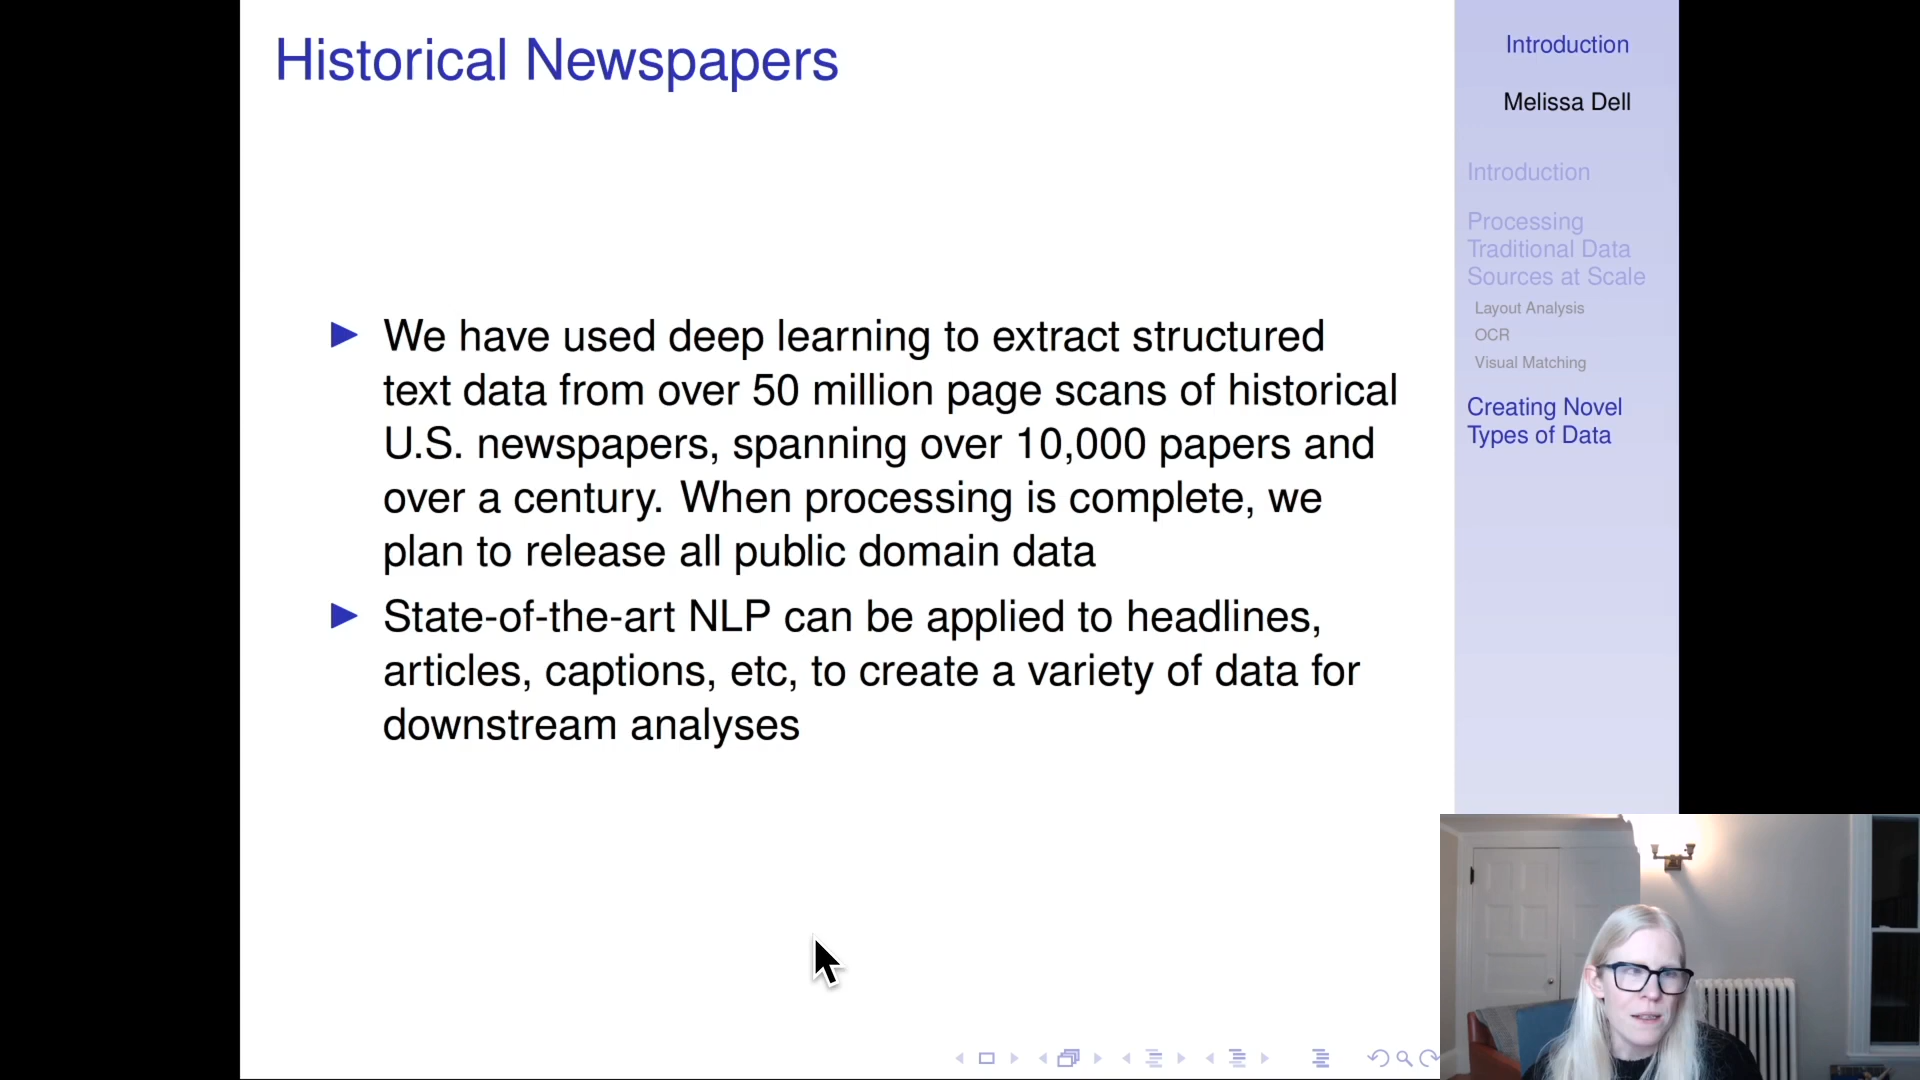 Historical Newspapers
We have used deep learning to extract structured
text data from over 50 million page scans of historical
U.S. newspapers, spanning over 10,000 papers and
over a century. When processing is complete, we
plan to release all public domain data
State-of-the-art NLP can be applied to headlines,
articles, captions, etc, to create a variety of data for
downstream analyses
Introduction
Melissa Dell
Introduction
Processing
Traditional Data
Sources at Scale
Layout Analysis
OCR
Visual Matching
Creating Novel
Types of Data